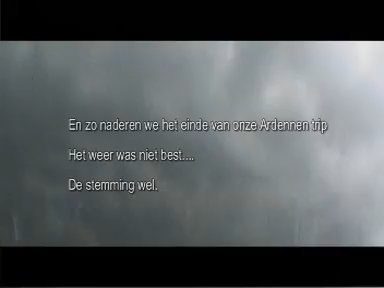 En zo naderen we het einde van onze Ardennen trip
Het weer was niet best....
De stemming wel.